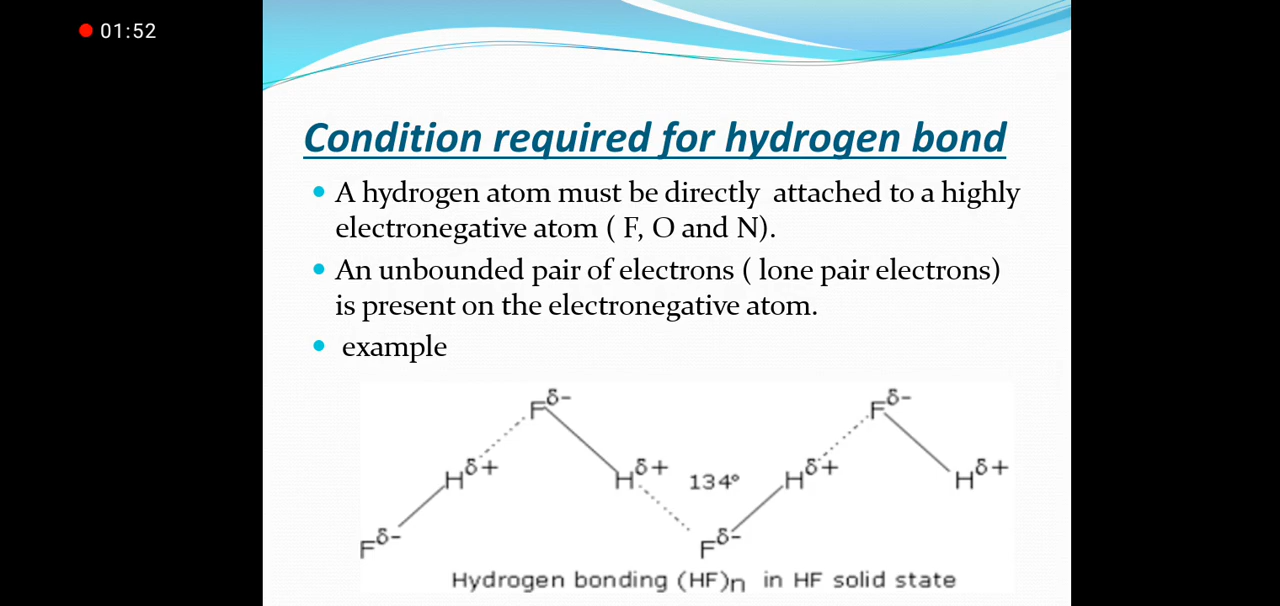 01:52
Condition required for hydrogen bond
• A hydrogen atom must be directly attached to a highly
electronegative atom ( F, O and N).
• An unbounded pair of electrons ( lone pair electrons)
is present on the electronegative atom.
• example
Fδ- Fδ-
Hδ+ Hδ+ 134° Hδ+ Hδ+
Fδ- Fδ-
Hydrogen bonding (HF)n in HF solid state